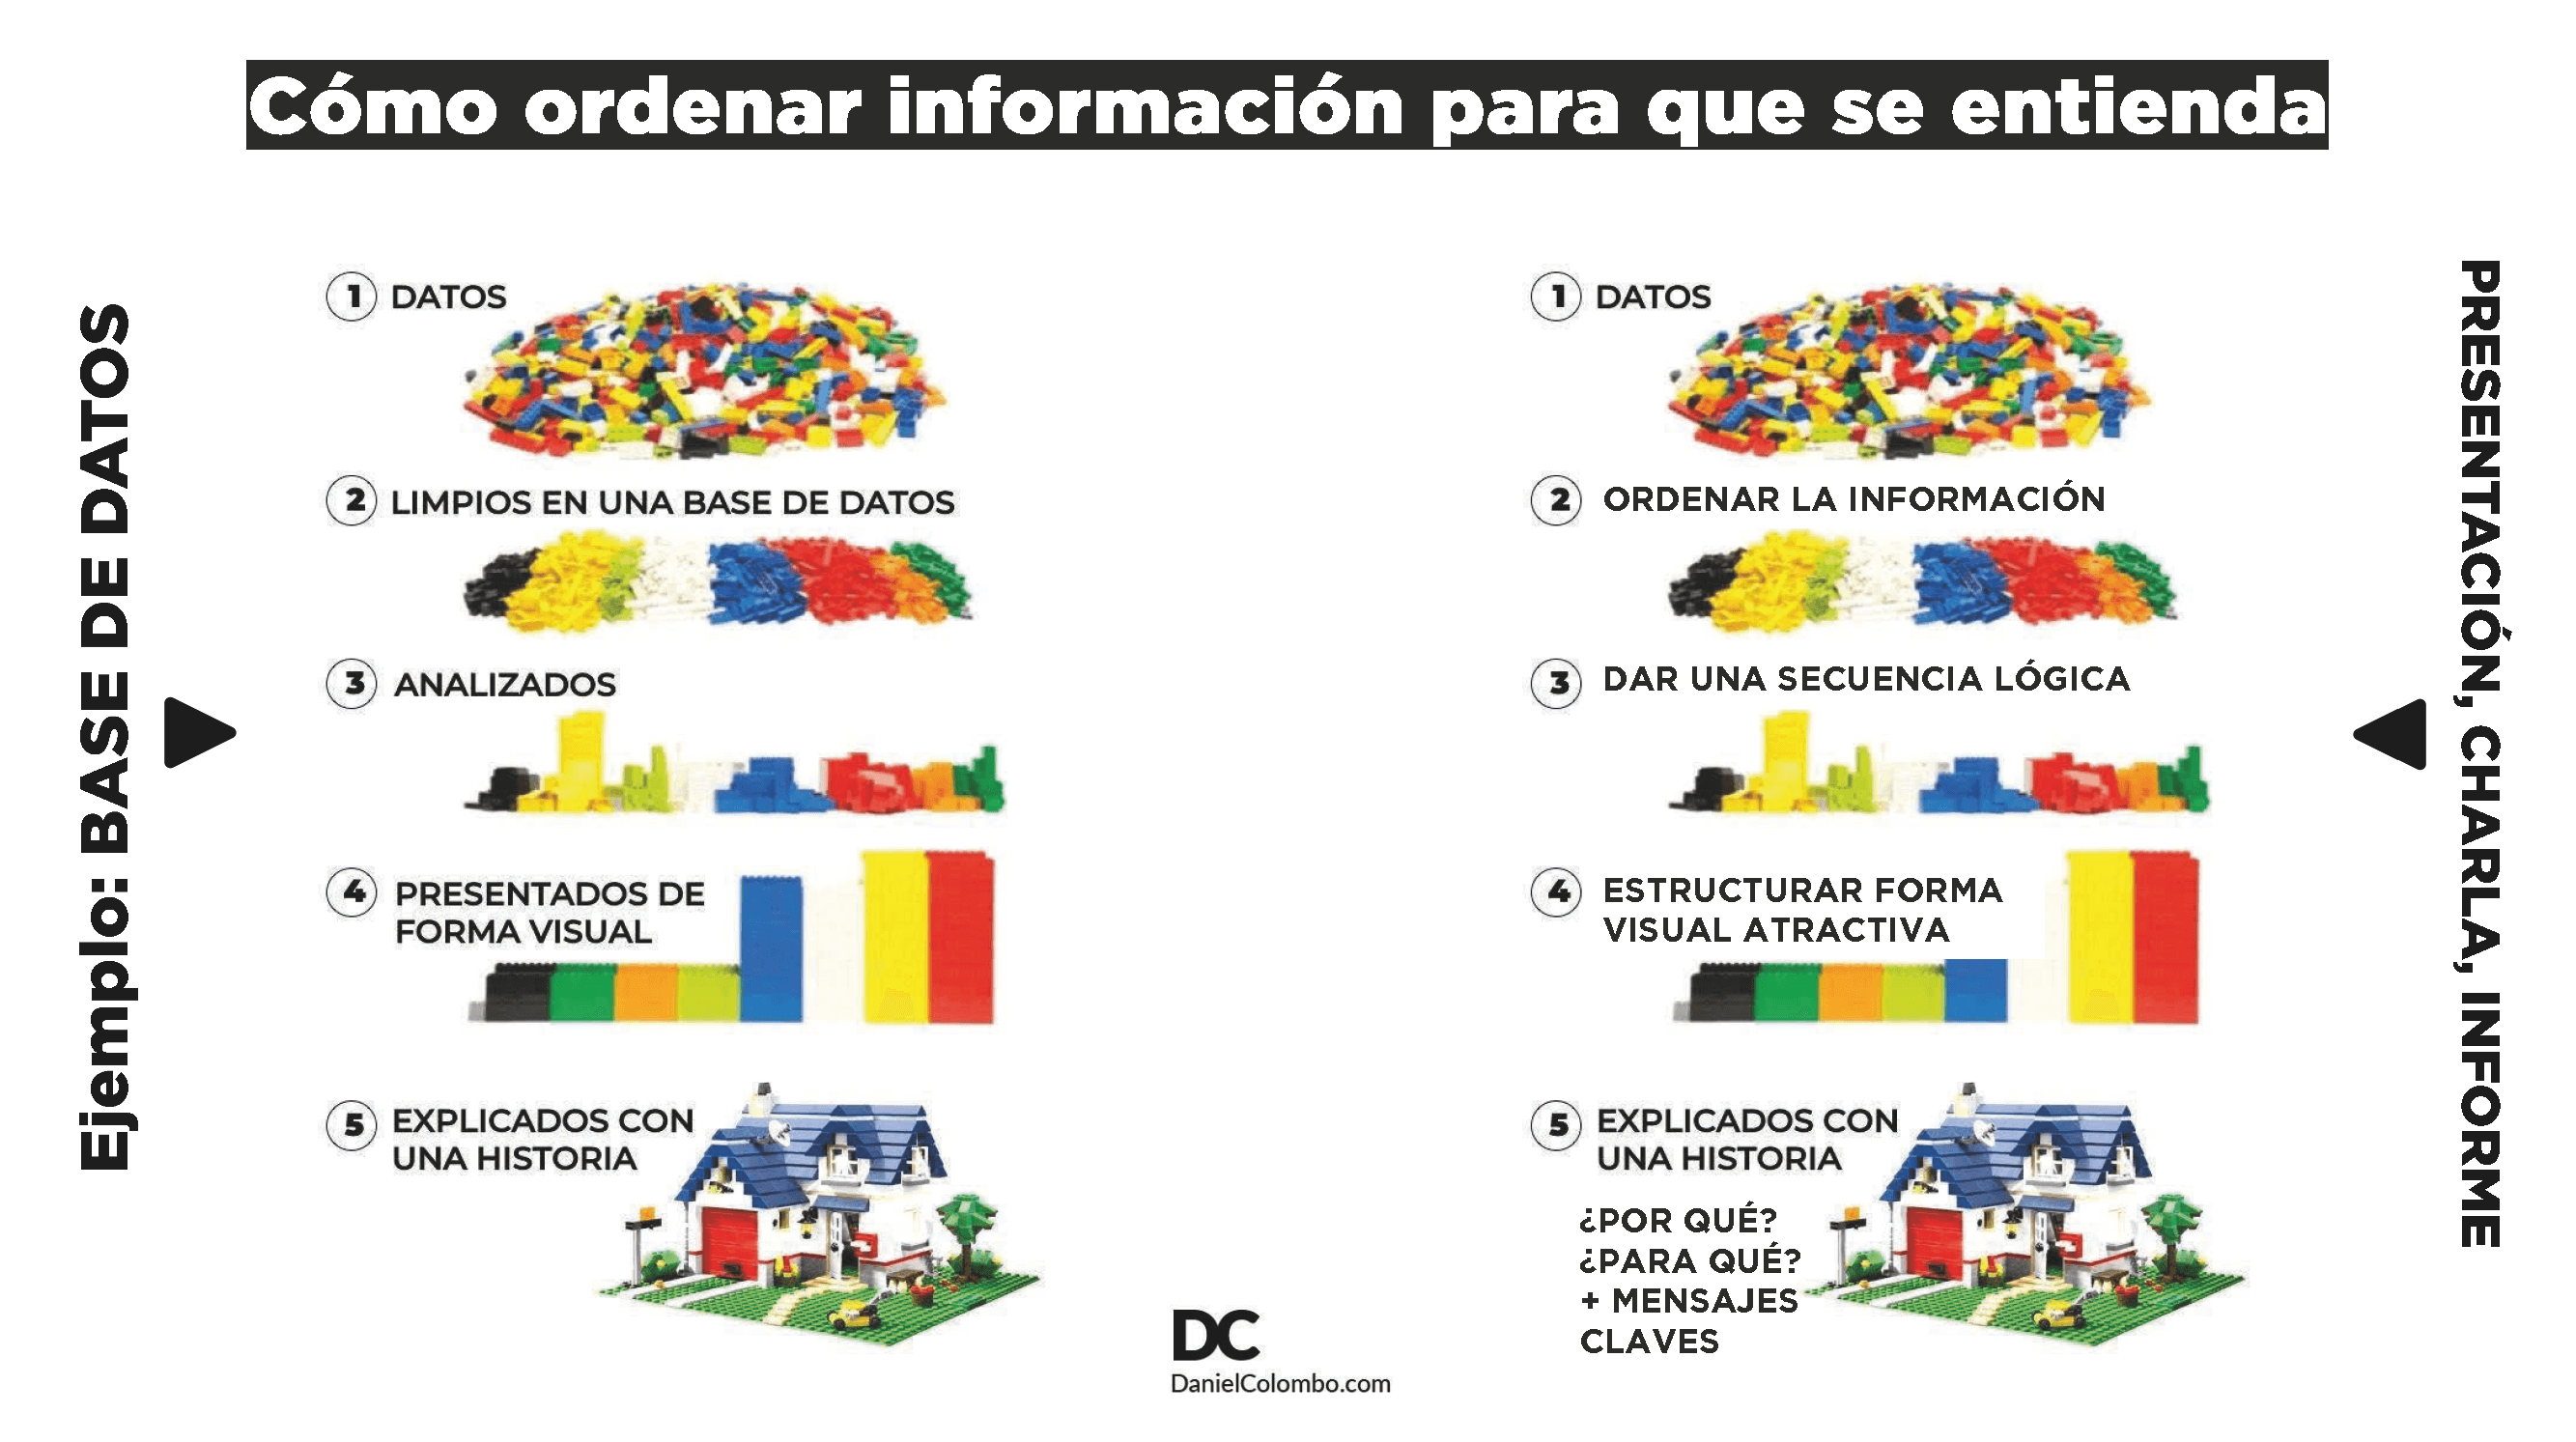 Cómo ordenar información para que se entienda
Ejemplo: BASE DE DATOS
1 DATOS
2 LIMPIOS EN UNA BASE DE DATOS
3 ANALIZADOS
4 PRESENTADOS DE
FORMA VISUAL
5 EXPLICADOS CON
UNA HISTORIA
PRESENTACIÓN, CHARLA, INFORME
1 DATOS
2 ORDENAR LA INFORMACIÓN
3 DAR UNA SECUENCIA LÓGICA
4 ESTRUCTURAR FORMA
VISUAL ATRACTIVA
5 EXPLICADOS CON
UNA HISTORIA
¿POR QUÉ?
¿PARA QUÉ?
+ MENSAJES
CLAVES
DC
DanielColombo.com